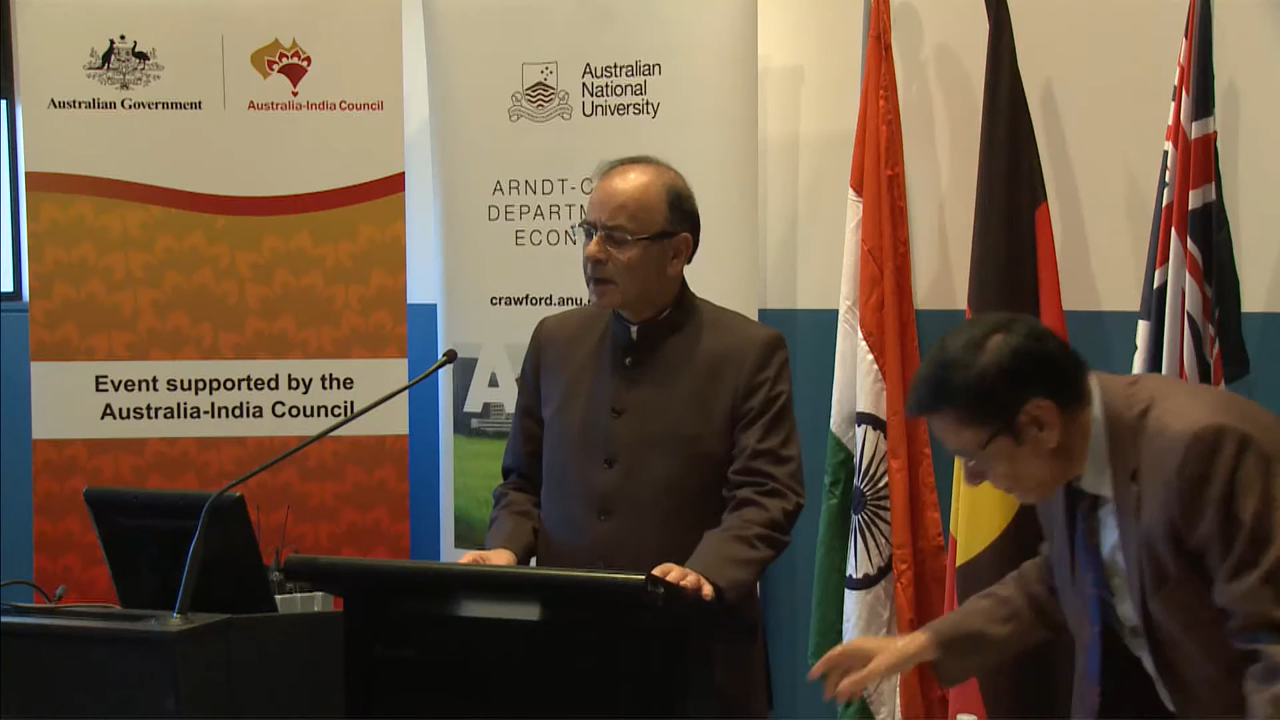 Australian Government
Australia-India Council
Event supported by the
Australia-India Council
Australian
National
University
ARNDT-C
DEPARTM
ECON
crawford.anu.
A